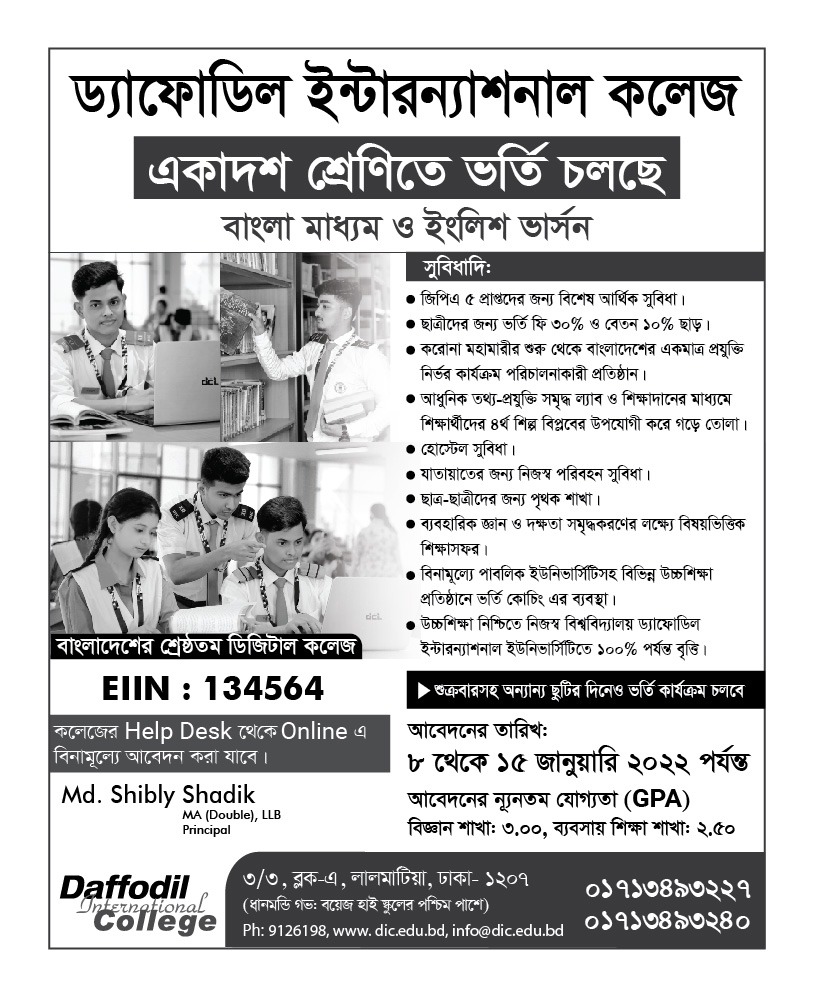 ড্যাফোডিল ইন্টারন্যাশনাল কলেজ
একাদশ শ্রেণিতে ভর্তি চলছে
বাংলা মাধ্যম ও ইংলিশ ভার্সন
সুবিধাদি:
• জিপিএ ৫ প্রাপ্তদের জন্য বিশেষ আর্থিক সুবিধা।
• ছাত্রীদের জন্য ভর্তি ফি ৩০% ও বেতন ১০% ছাড়।
• করোনা মহামারীর শুরু থেকে বাংলাদেশের একমাত্র প্রযুক্তি
নির্ভর কার্যক্রম পরিচালনাকারী প্রতিষ্ঠান।
• আধুনিক তথ্য-প্রযুক্তি সমৃদ্ধ ল্যাব ও শিক্ষাদানের মাধ্যমে
শিক্ষার্থীদের ৪র্থ শিল্প বিপ্লবের উপযোগী করে গড়ে তোলা।
• হোস্টেল সুবিধা।
• যাতায়াতের জন্য নিজস্ব পরিবহন সুবিধা।
• ছাত্র-ছাত্রীদের জন্য পৃথক শাখা।
• ব্যবহারিক জ্ঞান ও দক্ষতা সমৃদ্ধকরণের লক্ষ্যে বিষয়ভিত্তিক
শিক্ষাসফর।
• বিনামূল্যে পাবলিক ইউনিভার্সিটিসহ বিভিন্ন উচ্চশিক্ষা
প্রতিষ্ঠানে ভর্তি কোচিং এর ব্যবস্থা।
• উচ্চশিক্ষা নিশ্চিতে নিজস্ব বিশ্ববিদ্যালয় ড্যাফোডিল
ইন্টারন্যাশনাল ইউনিভার্সিটিতে ১০০% পর্যন্ত বৃত্তি।
dcl
dcl
বাংলাদেশের শ্রেষ্ঠতম ডিজিটাল কলেজ
EIIN : 134564
কলেজের Help Desk থেকে Online এ
বিনামূল্যে আবেদন করা যাবে।
Md. Shibly Shadik
MA (Double), LLB
Principal
▶ শুক্রবারসহ অন্যান্য ছুটির দিনেও ভর্তি কার্যক্রম চলবে
আবেদনের তারিখ:
৮ থেকে ১৫ জানুয়ারি ২০২২ পর্যন্ত
আবেদনের ন্যূনতম যোগ্যতা (GPA)
বিজ্ঞান শাখা: ৩.০০, ব্যবসায় শিক্ষা শাখা: ২.৫০
Daffodil
International
College
৩/৩, ব্লক-এ, লালমাটিয়া, ঢাকা- ১২০৭
(ধানমন্ডি গভ: বয়েজ হাই স্কুলের পশ্চিম পাশে)
Ph: 9126198, www. dic.edu.bd, info@dic.edu.bd
০১৭১৩৪৯৩২২৭
০১৭১৩৪৯৩২৪০